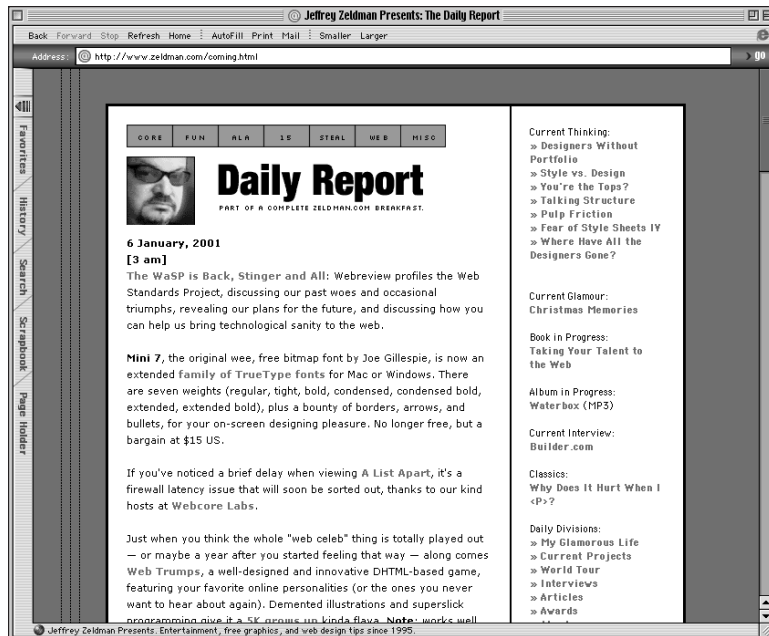 Jeffrey Zeldman Presents: The Daily Report
Back Forward Stop Refresh Home AutoFill Print Mail Smaller Larger
Address: http://www.zeldman.com/coming.html go
Favorites
History
Search
Scrapbook
Page Holder
CORE FUN ALA 15 STEAL WEB MISC
Daily Report
PART OF A COMPLETE ZELDMAN.COM BREAKFAST.
6 January, 2001
[3 am]
The WaSP is Back, Stinger and All: Webreview profiles the Web
Standards Project, discussing our past woes and occasional
triumphs, revealing our plans for the future, and discussing how you
can help us bring technological sanity to the web.
Mini 7, the original wee, free bitmap font by Joe Gillespie, is now an
extended family of TrueType fonts for Mac or Windows. There
are seven weights (regular, tight, bold, condensed, condensed bold,
extended, extended bold), plus a bounty of borders, arrows, and
bullets, for your on-screen designing pleasure. No longer free, but a
bargain at $15 US.
If you've noticed a brief delay when viewing A List Apart, it's a
firewall latency issue that will soon be sorted out, thanks to our kind
hosts at Webcore Labs.
Just when you think the whole "web celeb" thing is totally played out
— or maybe a year after you started feeling that way — along comes
Web Trumps, a well-designed and innovative DHTML-based game,
featuring your favorite online personalities (or the ones you never
want to hear about again). Demented illustrations and superslick
programming give it a 5K grows up kinda flava. Note: works well
Current Thinking:
» Designers Without
Portfolio
» Style vs. Design
» You're the Tops?
» Talking Structure
» Pulp Friction
» Fear of Style Sheets IV
» Where Have All the
Designers Gone?
Current Glamour:
Christmas Memories
Book in Progress:
Taking Your Talent to
the Web
Album in Progress:
Waterbox (MP3)
Current Interview:
Builder.com
Classics:
Why Does It Hurt When I
<P>?
Daily Divisions:
» My Glamorous Life
» Current Projects
» World Tour
» Interviews
» Articles
» Awards
Jeffrey Zeldman Presents. Entertainment, free graphics, and web design tips since 1995.